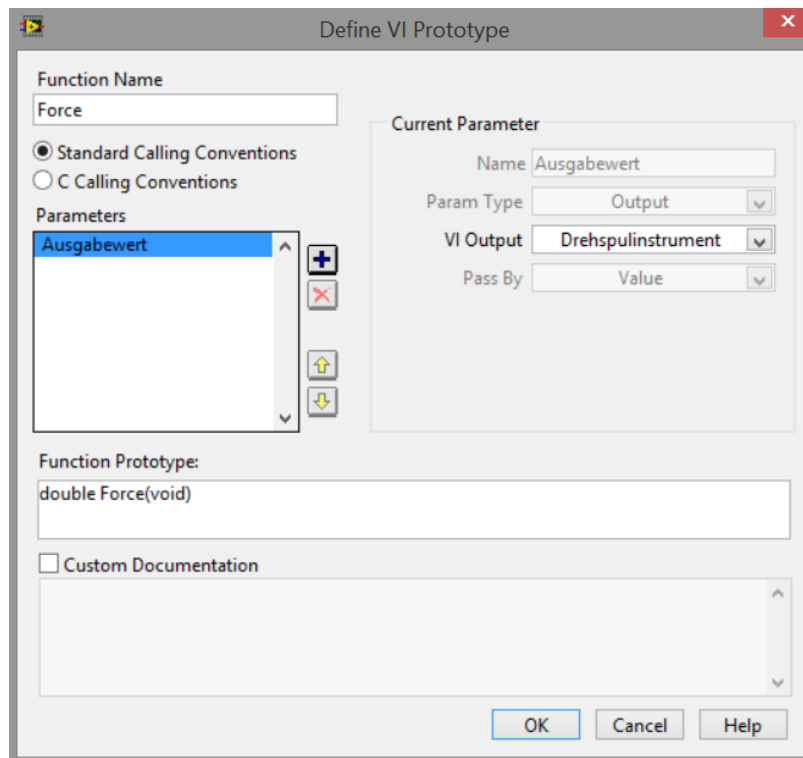 Define VI Prototype
Function Name
Force
Standard Calling Conventions
C Calling Conventions
Parameters
Ausgabewert
Current Parameter
Name Ausgabewert
Param Type Output
VI Output Drehspulinstrument
Pass By Value
Function Prototype:
double Force(void)
Custom Documentation
OK Cancel Help